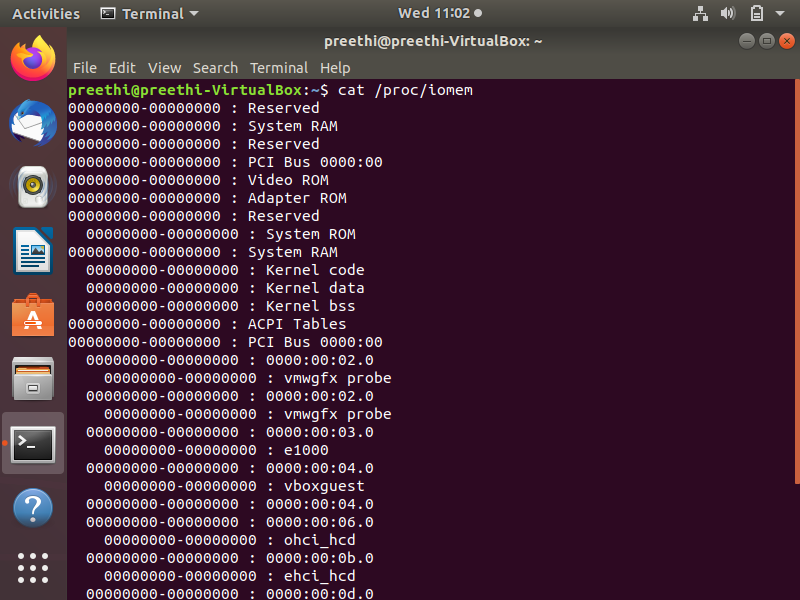 Activities Terminal Wed 11:02
preethi@preethi-VirtualBox: ~
File Edit View Search Terminal Help
preethi@preethi-VirtualBox:~$ cat /proc/iomem
00000000-00000000 : Reserved
00000000-00000000 : System RAM
00000000-00000000 : Reserved
00000000-00000000 : PCI Bus 0000:00
00000000-00000000 : Video ROM
00000000-00000000 : Adapter ROM
00000000-00000000 : Reserved
  00000000-00000000 : System ROM
00000000-00000000 : System RAM
  00000000-00000000 : Kernel code
  00000000-00000000 : Kernel data
  00000000-00000000 : Kernel bss
00000000-00000000 : ACPI Tables
00000000-00000000 : PCI Bus 0000:00
  00000000-00000000 : 0000:00:02.0
    00000000-00000000 : vmwgfx probe
  00000000-00000000 : 0000:00:02.0
    00000000-00000000 : vmwgfx probe
  00000000-00000000 : 0000:00:03.0
    00000000-00000000 : e1000
  00000000-00000000 : 0000:00:04.0
    00000000-00000000 : vboxguest
  00000000-00000000 : 0000:00:04.0
  00000000-00000000 : 0000:00:06.0
    00000000-00000000 : ohci_hcd
  00000000-00000000 : 0000:00:0b.0
    00000000-00000000 : ehci_hcd
  00000000-00000000 : 0000:00:0d.0